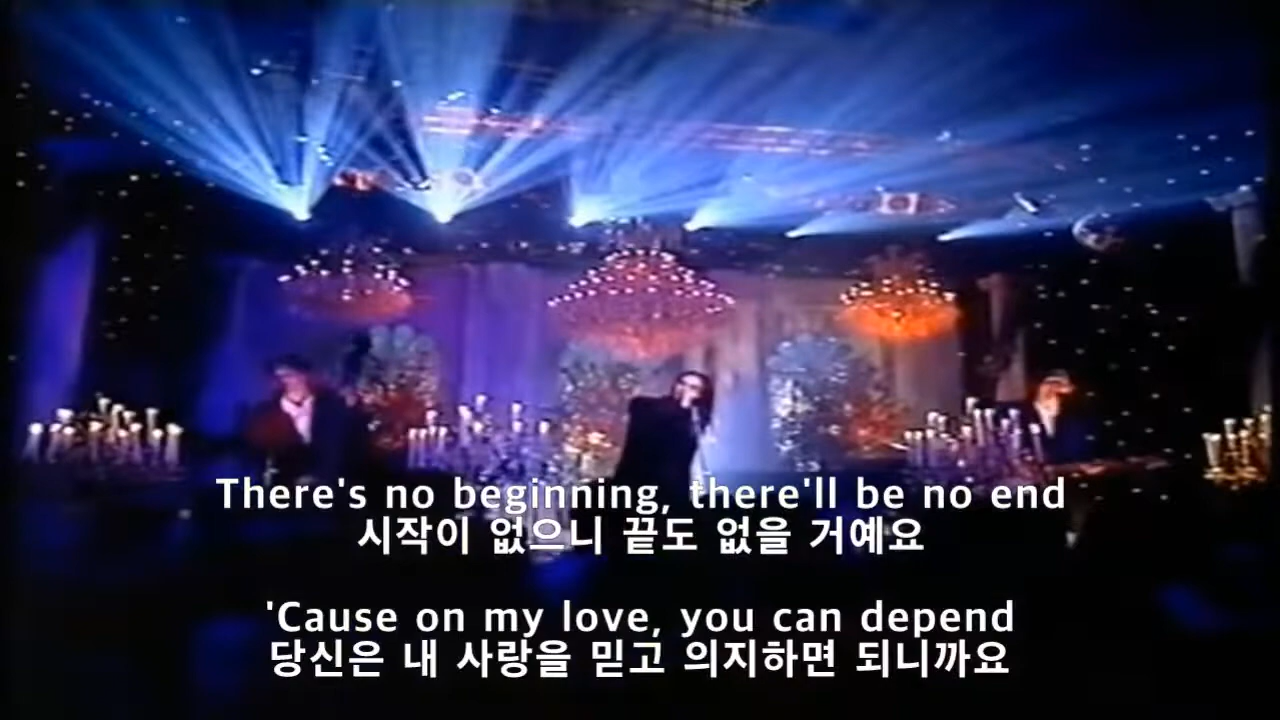 There's no beginning, there'll be no end
시작이 없으니 끝도 없을 거예요
'Cause on my love, you can depend
당신은 내 사랑을 믿고 의지하면 되니까요